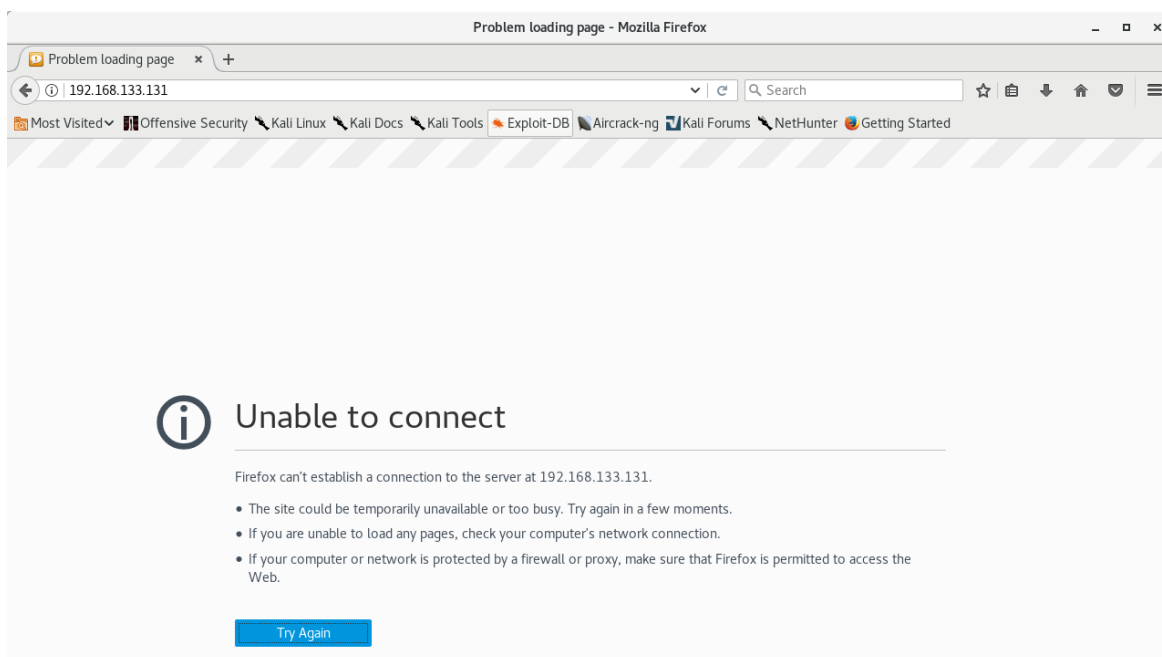 Problem loading page - Mozilla Firefox
Problem loading page
192.168.133.131 Search
Most Visited Offensive Security Kali Linux Kali Docs Kali Tools Exploit-DB Aircrack-ng Kali Forums NetHunter Getting Started
Unable to connect
Firefox can't establish a connection to the server at 192.168.133.131.
• The site could be temporarily unavailable or too busy. Try again in a few moments.
• If you are unable to load any pages, check your computer's network connection.
• If your computer or network is protected by a firewall or proxy, make sure that Firefox is permitted to access the
Web.
Try Again